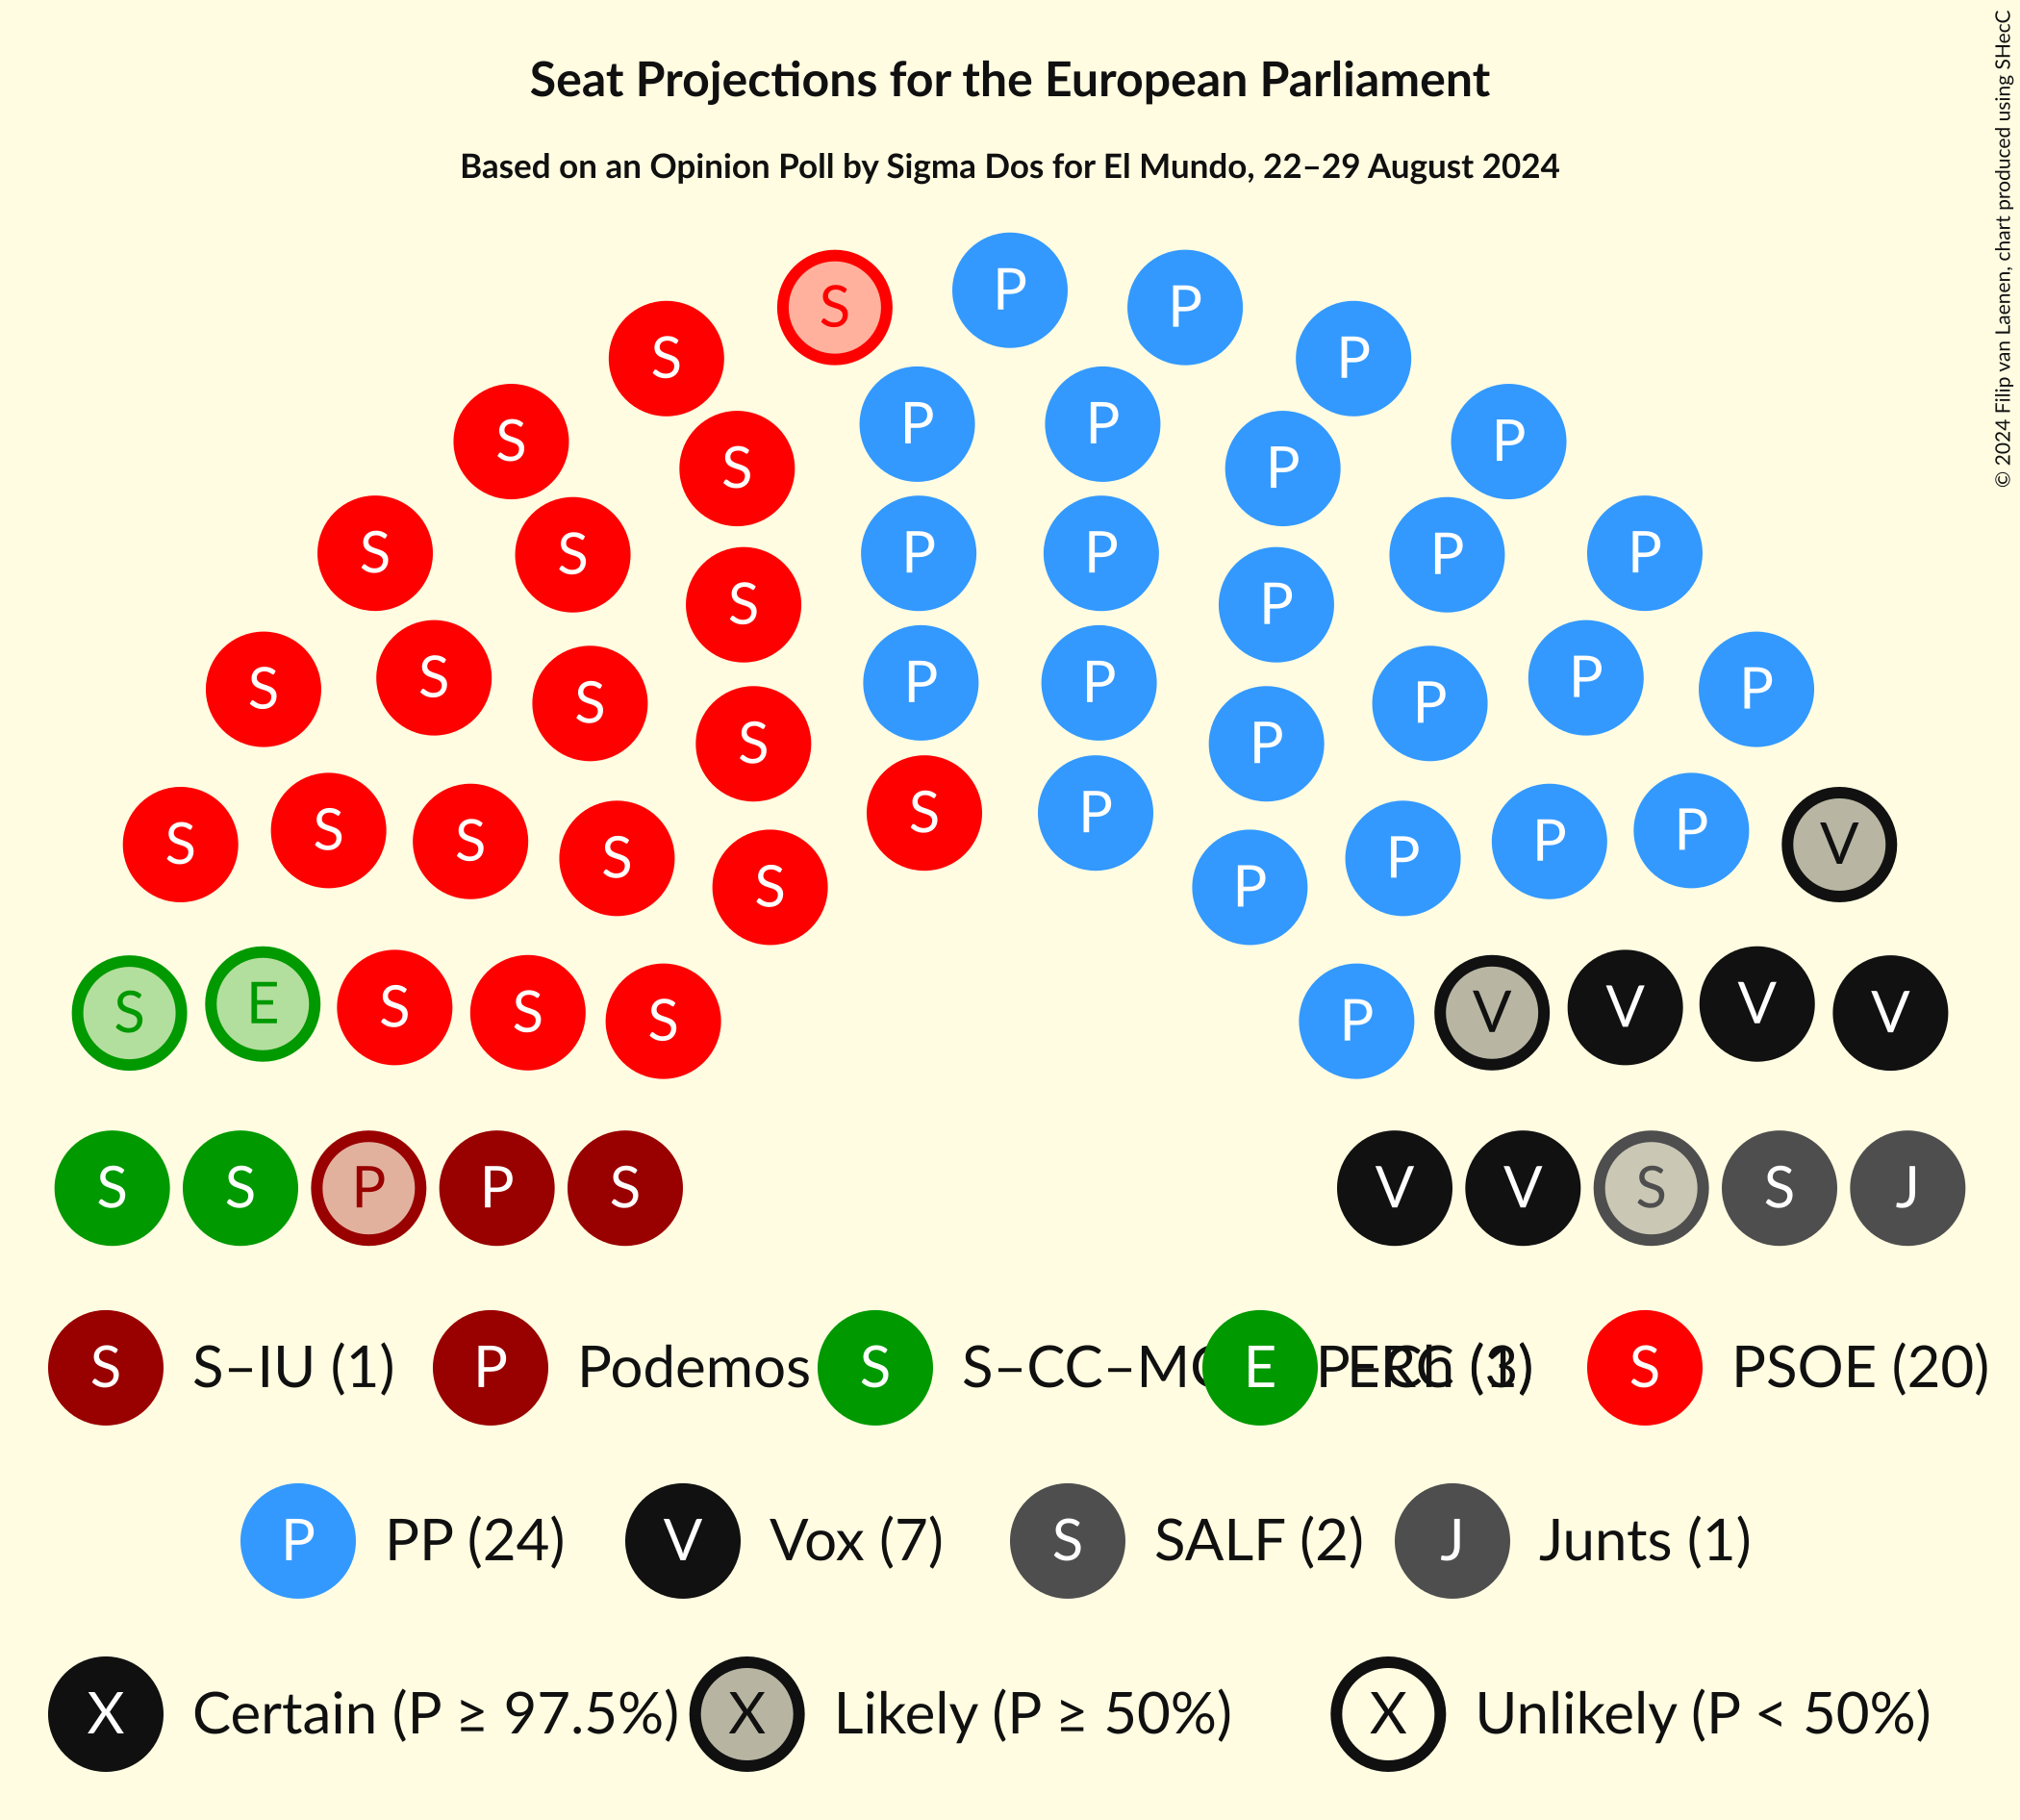 Seat Projections for the European Parliament
Based on an Opinion Poll by Sigma Dos for El Mundo, 22–29 August 2024
© 2024 Filip van Laenen, chart produced using SHecC
P
S P
S P
P P
S P
S P
S S P P P P
S P
S S S P P P P P
S P
S P
S S S S P P P V
S P
S E S S S P V V V V
S S P P S V V S S J
S S–IU (1) P Podemos S S–CC–M E S PSOE (20)
P PP (24) V Vox (7) S SALF (2) J Junts (1)
X Certain (P ≥ 97.5%) X Likely (P ≥ 50%) X Unlikely (P < 50%)